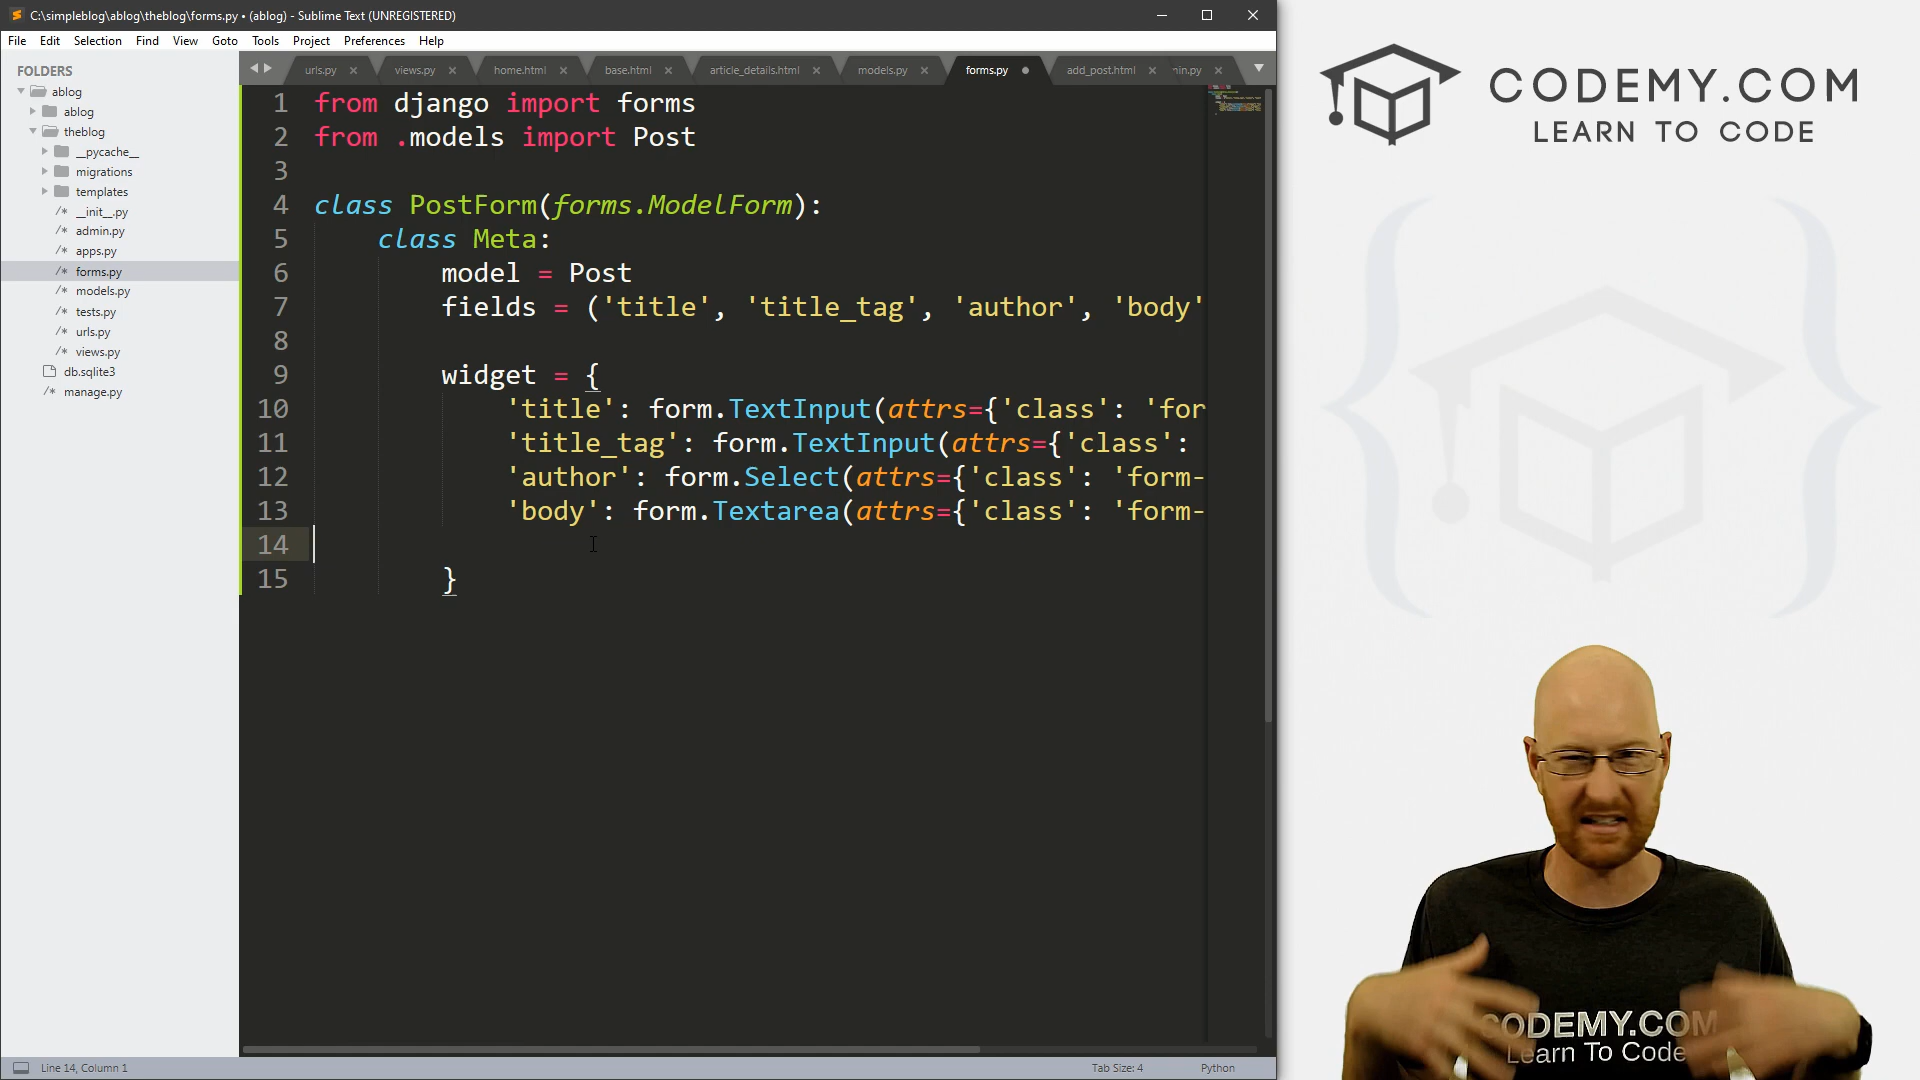 C:\simpleblog\ablog\theblog\forms.py • (ablog) - Sublime Text (UNREGISTERED)
File Edit Selection Find View Goto Tools Project Preferences Help
FOLDERS
ablog
ablog
theblog
__pycache__
migrations
templates
__init__.py
admin.py
apps.py
forms.py
models.py
tests.py
urls.py
views.py
db.sqlite3
manage.py
urls.py views.py home.html base.html article_details.html models.py forms.py add_post.html
1 from django import forms
2 from .models import Post
3
4 class PostForm(forms.ModelForm):
5 class Meta:
6 model = Post
7 fields = ('title', 'title_tag', 'author', 'body'
8
9 widget = {
10 'title': form.TextInput(attrs={'class': 'for
11 'title_tag': form.TextInput(attrs={'class':
12 'author': form.Select(attrs={'class': 'form-
13 'body': form.Textarea(attrs={'class': 'form-
14
15 }
Line 14, Column 1
Tab Size: 4
Python
CODEMY.COM
LEARN TO CODE
CODEMY.COM
Learn To Code